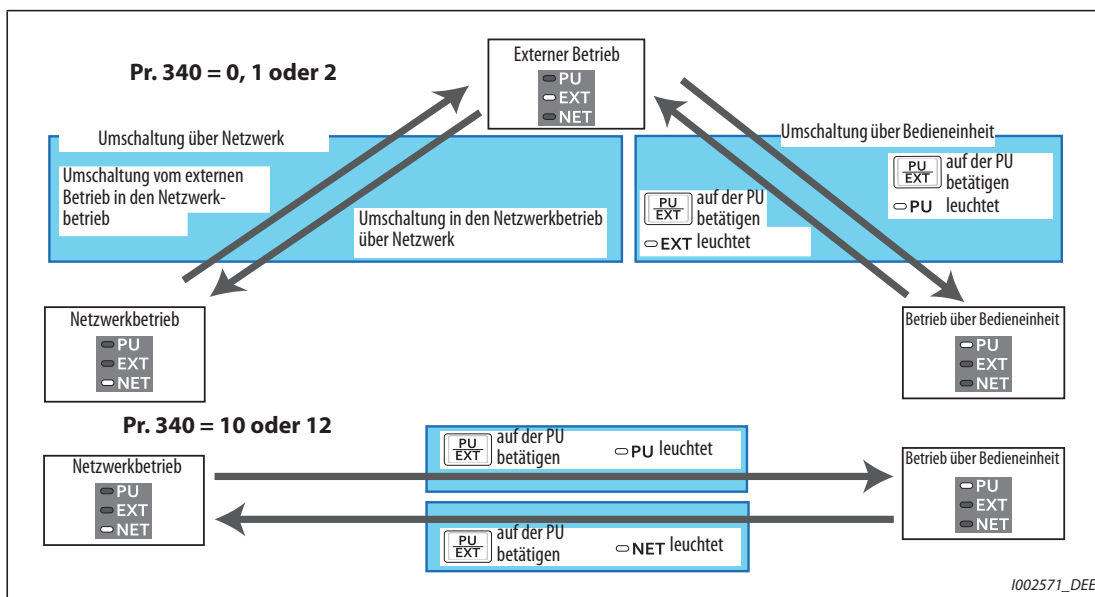 Pr. 340 = 0, 1 oder 2
Externer Betrieb
PU
EXT
NET
Umschaltung über Netzwerk
Umschaltung vom externen
Betrieb in den Netzwerk-
betrieb
Umschaltung in den Netzwerkbetrieb
über Netzwerk
Umschaltung über Bedieneinheit
PU
EXT
auf der PU
betätigen
PU leuchtet
PU
EXT
auf der PU
betätigen
EXT leuchtet
Netzwerkbetrieb
PU
EXT
NET
Betrieb über Bedieneinheit
PU
EXT
NET
Pr. 340 = 10 oder 12
Netzwerkbetrieb
PU
EXT
NET
PU
EXT
auf der PU
betätigen
PU leuchtet
PU
EXT
auf der PU
betätigen
NET leuchtet
Betrieb über Bedieneinheit
PU
EXT
NET
I002571_DEE